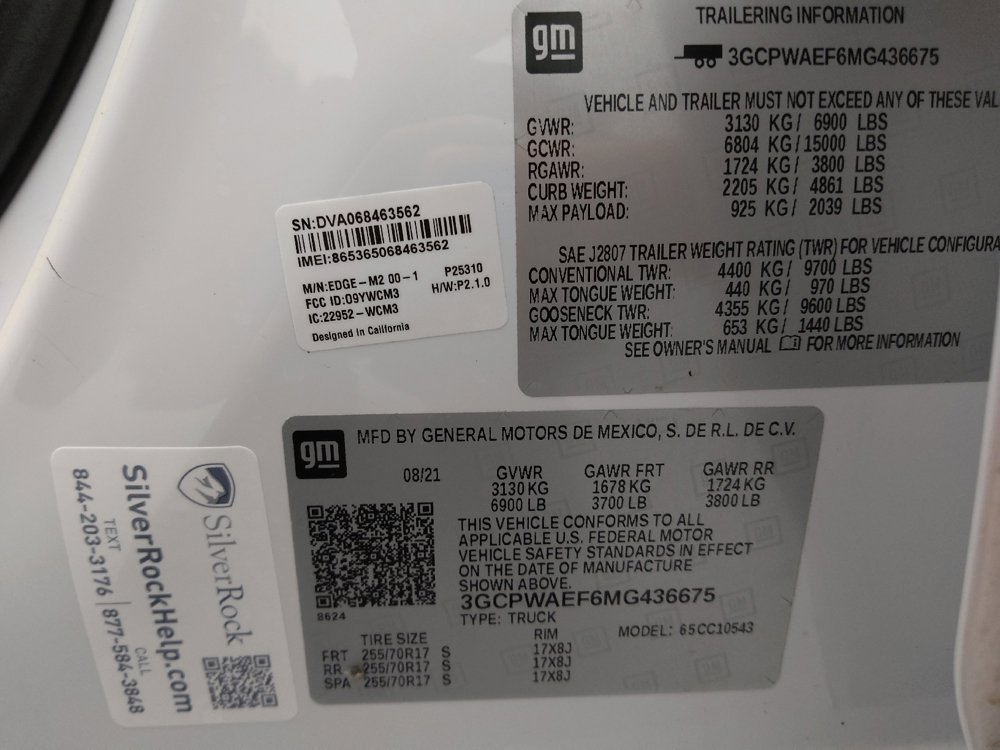 gm
TRAILERING INFORMATION
3GCPWAEF6MG436675
VEHICLE AND TRAILER MUST NOT EXCEED ANY OF THESE VAL
GVWR: 3130 KG/ 6900 LBS
GCWR: 6804 KG/15000 LBS
RGAWR: 1724 KG/ 3800 LBS
CURB WEIGHT: 2205 KG/ 4861 LBS
MAX PAYLOAD: 925 KG/ 2039 LBS
SAE J2807 TRAILER WEIGHT RATING (TWR) FOR VEHICLE CONFIGURA
CONVENTIONAL TWR: 4400 KG/ 9700 LBS
MAX TONGUE WEIGHT: 440 KG/ 970 LBS
GOOSENECK TWR: 4355 KG/ 9600 LBS
MAX TONGUE WEIGHT: 653 KG/ 1440 LBS
SEE OWNER'S MANUAL FOR MORE INFORMATION
SN:DVA068463562
IMEI:865365068463562
M/N:EDGE-M2 00-1 P25310
FCC ID:O9YWCM3 H/W:P2.1.0
IC:22952-WCM3
Designed in California
gm
MFD BY GENERAL MOTORS DE MEXICO, S. DE R.L. DE C.V.
08/21 GVWR GAWR FRT GAWR RR
3130 KG 1678 KG 1724 KG
6900 LB 3700 LB 3800 LB
THIS VEHICLE CONFORMS TO ALL
APPLICABLE U.S. FEDERAL MOTOR
VEHICLE SAFETY STANDARDS IN EFFECT
ON THE DATE OF MANUFACTURE
SHOWN ABOVE.
3GCPWAEF6MG436675
8624
TYPE: TRUCK
MODEL: 65CC10543
TIRE SIZE RIM
FRT 255/70R17 S 17X8J
RR 255/70R17 S 17X8J
SPA 255/70R17 S 17X8J
SilverRock
SilverRockHelp.com
TEXT CALL
844-203-3176 | 877-584-3848